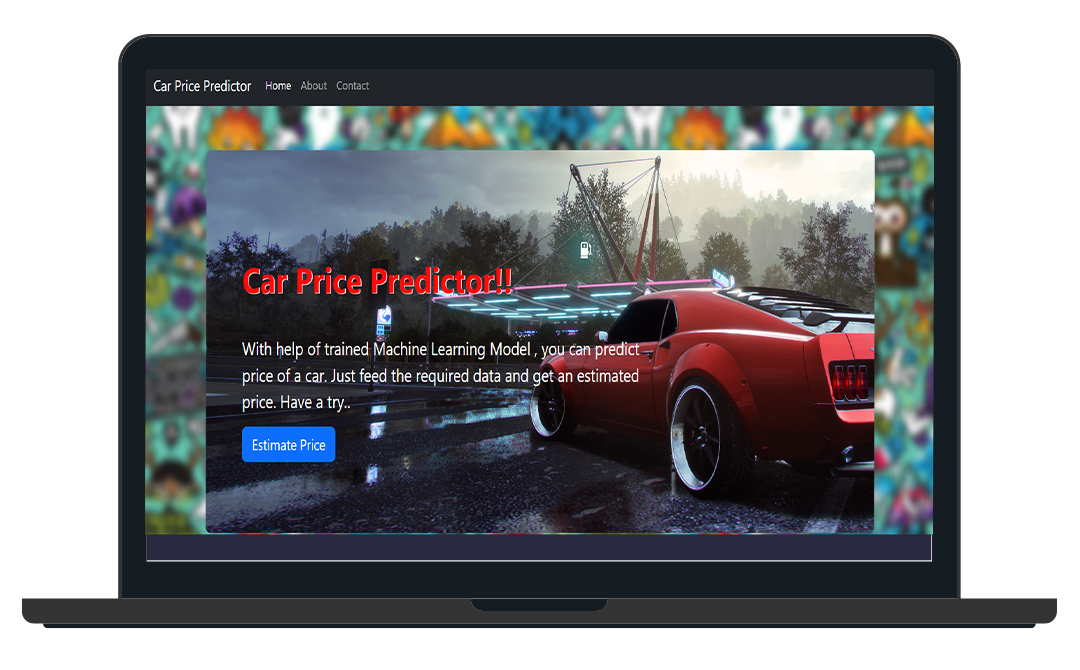 Car Price Predictor Home About Contact
Car Price Predictor!!
With help of trained Machine Learning Model , you can predict
price of a car. Just feed the required data and get an estimated
price. Have a try..
Estimate Price